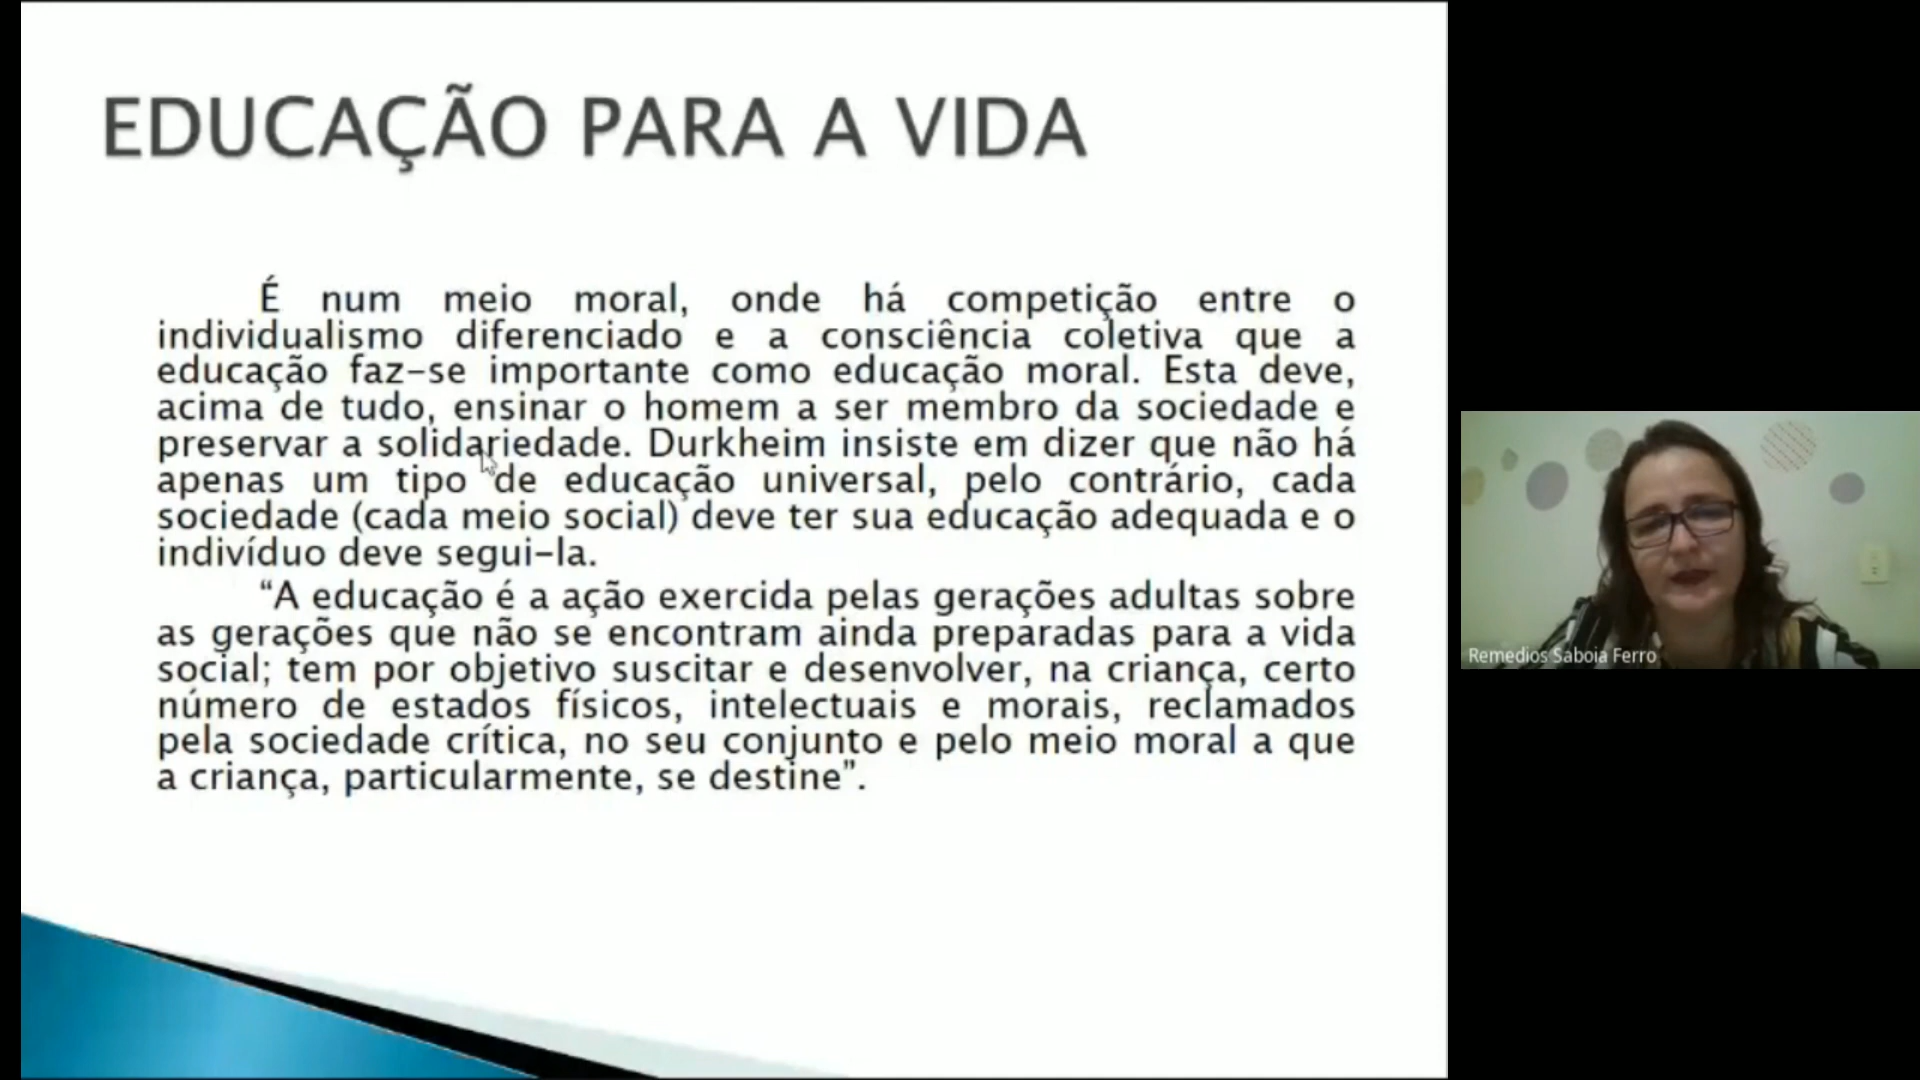 EDUCAÇÃO PARA A VIDA
É num meio moral, onde há competição entre o
individualismo diferenciado e a consciência coletiva que a
educação faz-se importante como educação moral. Esta deve,
acima de tudo, ensinar o homem a ser membro da sociedade e
preservar a solidariedade. Durkheim insiste em dizer que não há
apenas um tipo de educação universal, pelo contrário, cada
sociedade (cada meio social) deve ter sua educação adequada e o
indivíduo deve segui-la.
“A educação é a ação exercida pelas gerações adultas sobre
as gerações que não se encontram ainda preparadas para a vida
social; tem por objetivo suscitar e desenvolver, na criança, certo
número de estados físicos, intelectuais e morais, reclamados
pela sociedade crítica, no seu conjunto e pelo meio moral a que
a criança, particularmente, se destine”.
Remedios Saboia Ferro